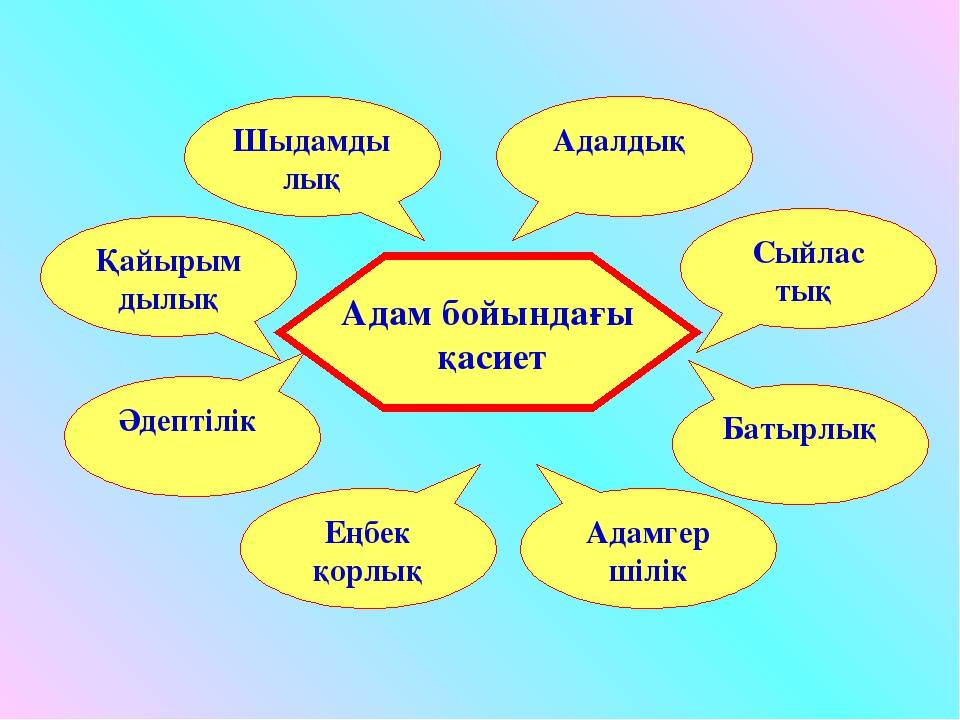 Шыдамды
лық
Адалдық
Қайырым
дылық
Сыйлас
тық
Адам бойындағы
қасиет
Әдептілік
Батырлық
Еңбек
қорлық
Адамгер
шілік